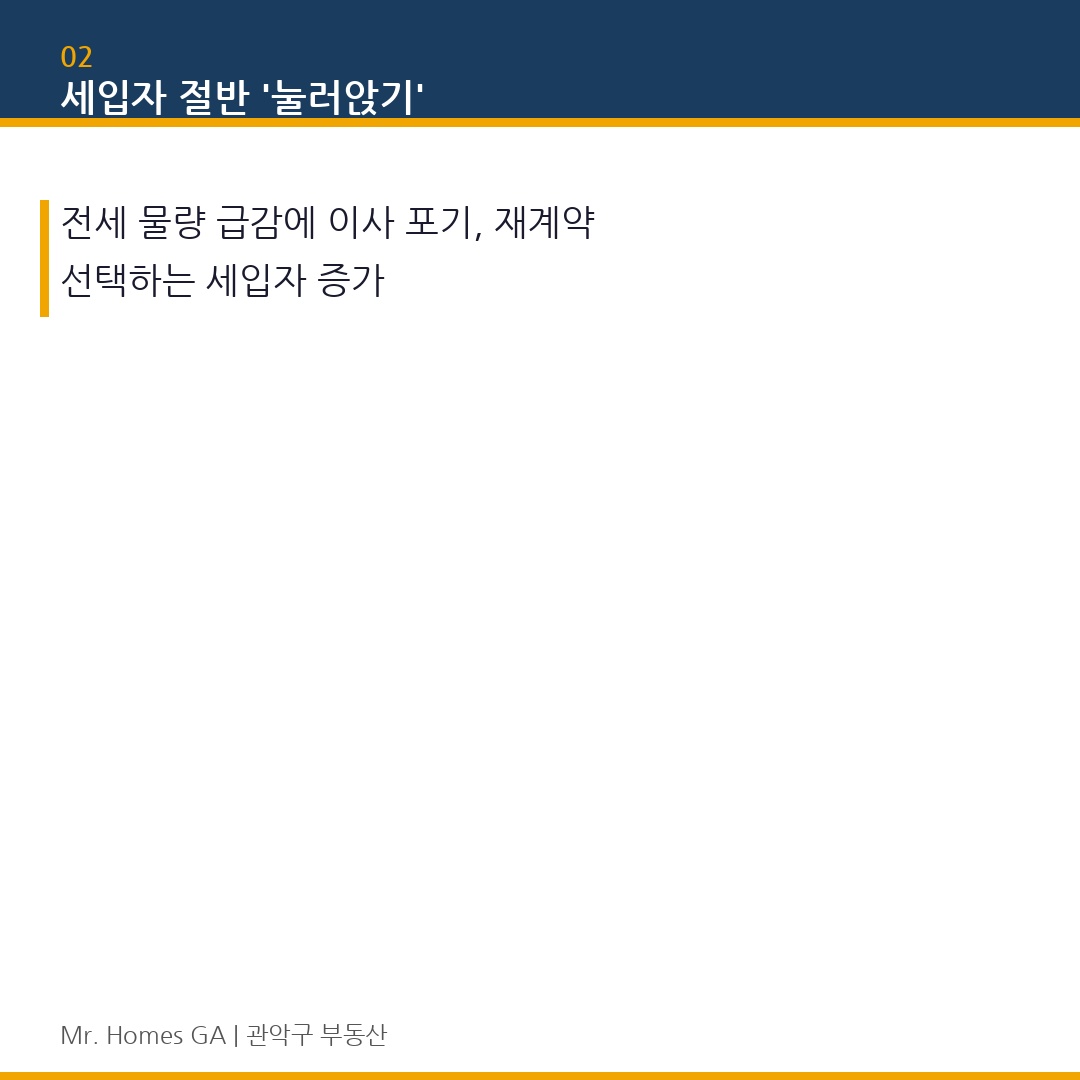 02
세입자 절반 '눌러앉기'
전세 물량 급감에 이사 포기, 재계약
선택하는 세입자 증가
Mr. Homes GA | 관악구 부동산